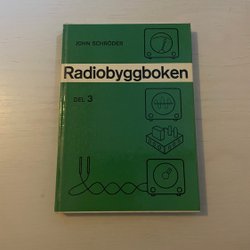 JOHN SCHRÖDER
Radiobyggboken
DEL 3